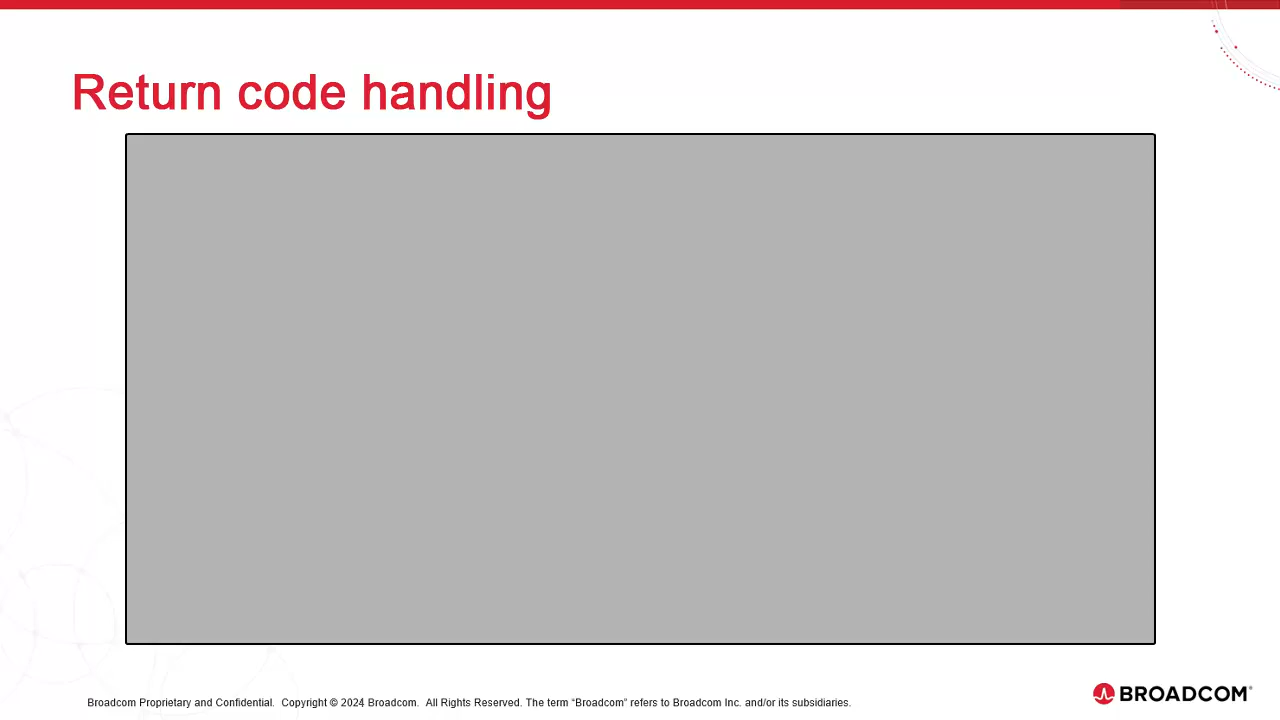 Return code handling
Broadcom Proprietary and Confidential. Copyright © 2024 Broadcom. All Rights Reserved. The term “Broadcom” refers to Broadcom Inc. and/or its subsidiaries.
BROADCOM®